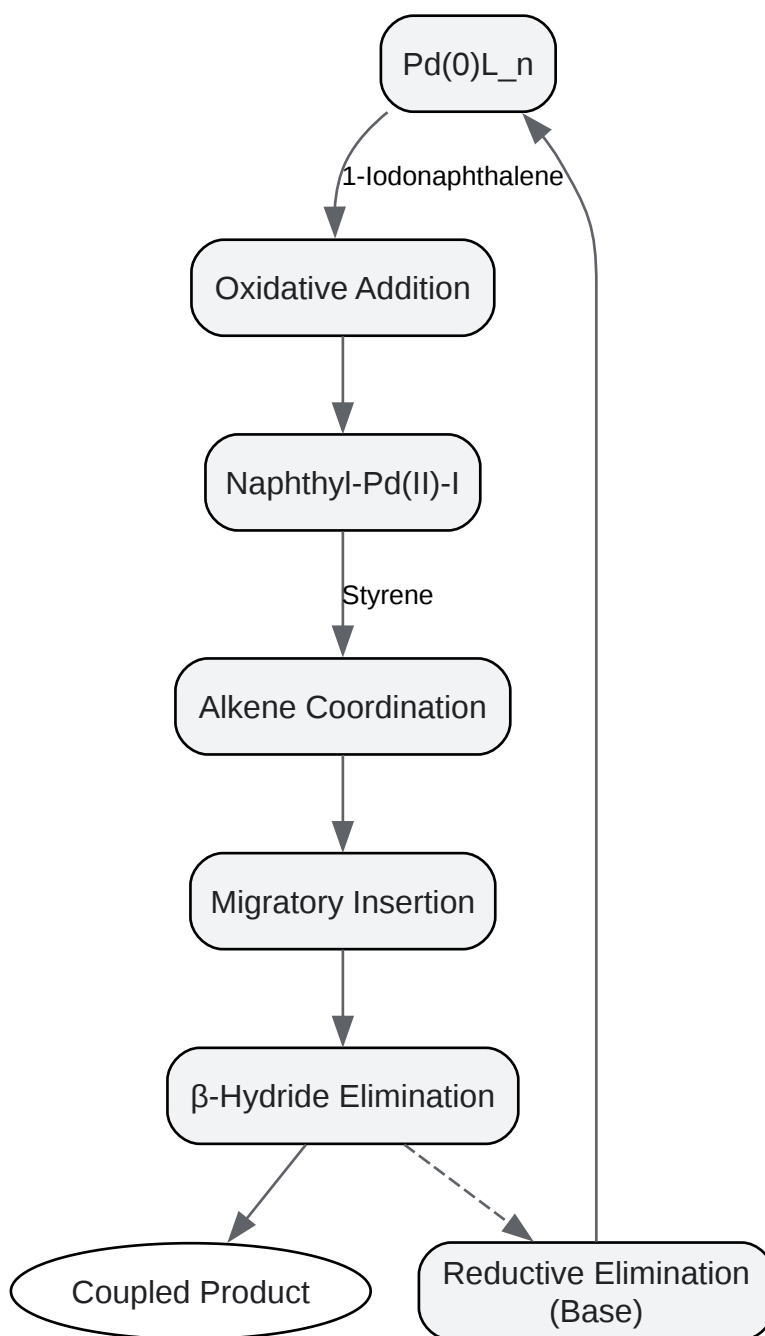 Pd(0)L_n
1-Iodonaphthalene
Oxidative Addition
Naphthyl-Pd(II)-I
Styrene
Alkene Coordination
Migratory Insertion
β-Hydride Elimination
Coupled Product
Reductive Elimination
(Base)